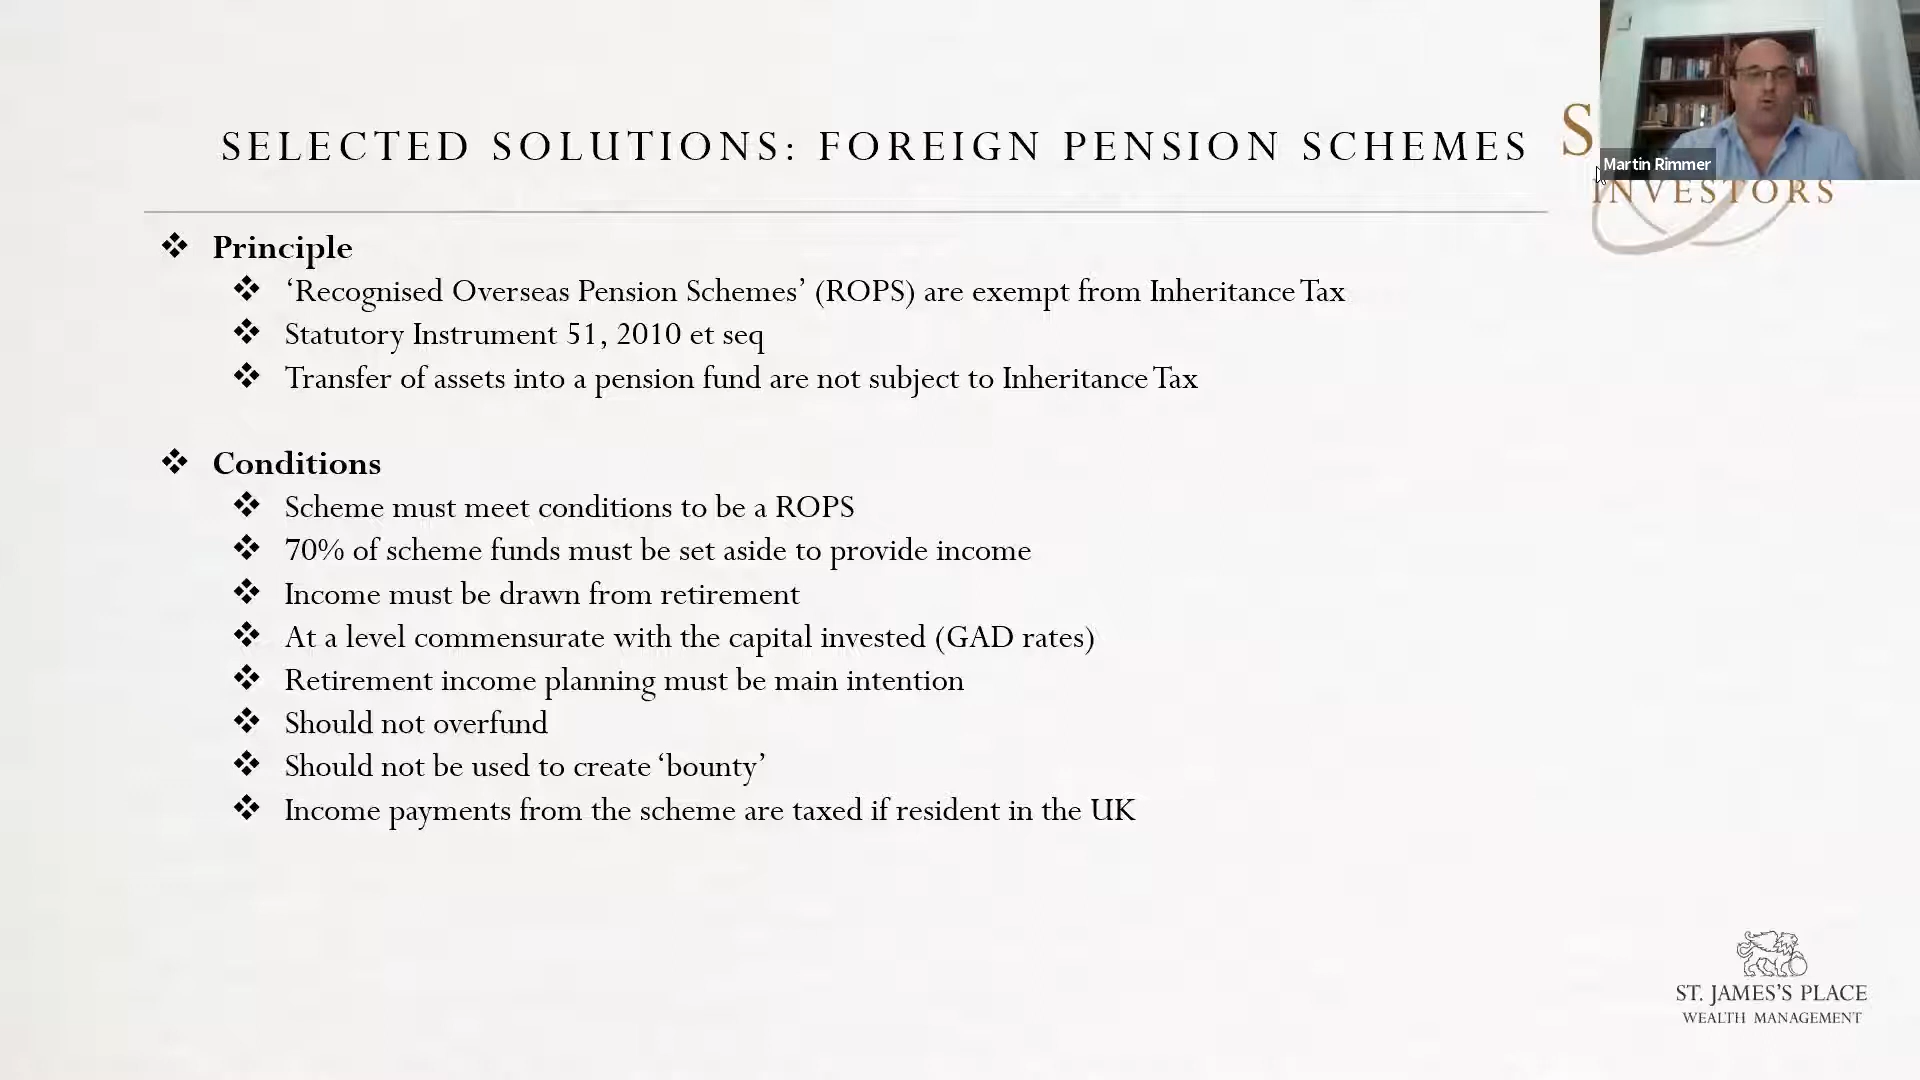 SELECTED SOLUTIONS: FOREIGN PENSION SCHEMES
S
Martin Rimmer
INVESTORS
Principle
‘Recognised Overseas Pension Schemes’ (ROPS) are exempt from Inheritance Tax
Statutory Instrument 51, 2010 et seq
Transfer of assets into a pension fund are not subject to Inheritance Tax
Conditions
Scheme must meet conditions to be a ROPS
70% of scheme funds must be set aside to provide income
Income must be drawn from retirement
At a level commensurate with the capital invested (GAD rates)
Retirement income planning must be main intention
Should not overfund
Should not be used to create ‘bounty’
Income payments from the scheme are taxed if resident in the UK
ST. JAMES’S PLACE
WEALTH MANAGEMENT